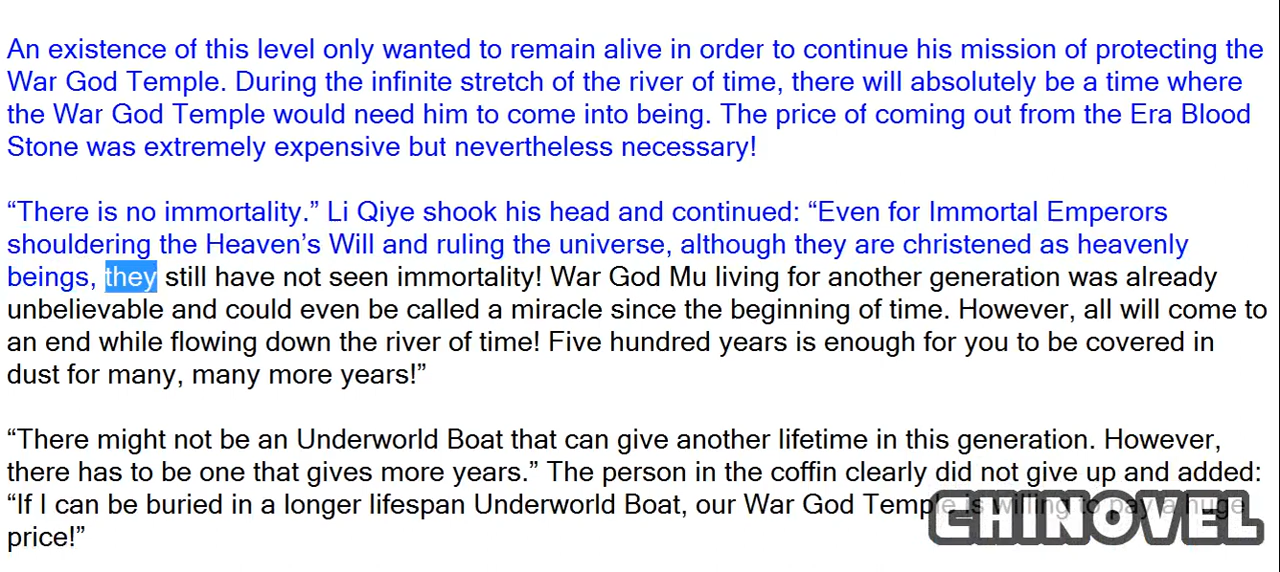 An existence of this level only wanted to remain alive in order to continue his mission of protecting the
War God Temple. During the infinite stretch of the river of time, there will absolutely be a time where
the War God Temple would need him to come into being. The price of coming out from the Era Blood
Stone was extremely expensive but nevertheless necessary!
“There is no immortality.” Li Qiye shook his head and continued: “Even for Immortal Emperors
shouldering the Heaven’s Will and ruling the universe, although they are christened as heavenly
beings, they still have not seen immortality! War God Mu living for another generation was already
unbelievable and could even be called a miracle since the beginning of time. However, all will come to
an end while flowing down the river of time! Five hundred years is enough for you to be covered in
dust for many, many more years!”
“There might not be an Underworld Boat that can give another lifetime in this generation. However,
there has to be one that gives more years.” The person in the coffin clearly did not give up and added:
“If I can be buried in a longer lifespan Underworld Boat, our War God Temple is willing to pay a huge
price!”
CHINOVEL